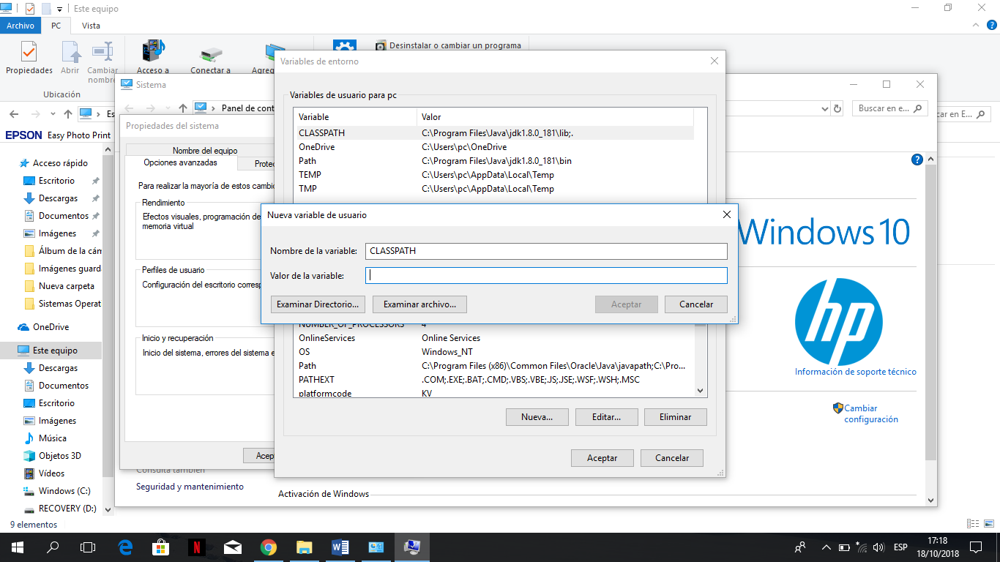 Este equipo
Archivo PC Vista
Desinstalar o cambiar un programa
Propiedades Abrir Cambiar nombre Acceso a Conectar a
Ubicación
Panel de cont
Buscar en e...
EPSON Easy Photo Print
Acceso rápido
Escritorio
Descargas
Documentos
Imágenes
Álbum de la cám
Imágenes guard
Nueva carpeta
Sistemas Operat
OneDrive
Este equipo
Descargas
Documentos
Escritorio
Imágenes
Música
Objetos 3D
Vídeos
Windows (C:)
RECOVERY (D:)
9 elementos
Sistema
Propiedades del sistema
Nombre del equipo
Opciones avanzadas
Para realizar la mayoría de estos cambio
Rendimiento
Efectos visuales, programación de
memoria virtual
Perfiles de usuario
Configuración del escritorio corresp
Inicio y recuperación
Inicio del sistema, errores del sistema e
Consulta también
Seguridad y mantenimiento
Variables de entorno
Variables de usuario para pc
Variable Valor
CLASSPATH C:\Program Files\Java\jdk1.8.0_181\lib;.
OneDrive C:\Users\pc\OneDrive
Path C:\Program Files\Java\jdk1.8.0_181\bin
TEMP C:\Users\pc\AppData\Local\Temp
TMP C:\Users\pc\AppData\Local\Temp
Nueva variable de usuario
Nombre de la variable: CLASSPATH
Valor de la variable:
Examinar Directorio... Examinar archivo... Aceptar Cancelar
NUMBER_OF_PROCESSORS 4
OnlineServices Online Services
OS Windows_NT
Path C:\Program Files (x86)\Common Files\Oracle\Java\javapath;C:\Pro...
PATHEXT .COM;.EXE;.BAT;.CMD;.VBS;.VBE;.JS;.JSE;.WSF;.WSH;.MSC
platformcode KV
Nueva... Editar... Eliminar
Aceptar Cancelar
Windows 10
hp
Información de soporte técnico
Cambiar
configuración
Activación de Windows
ESP
17:18
18/10/2018